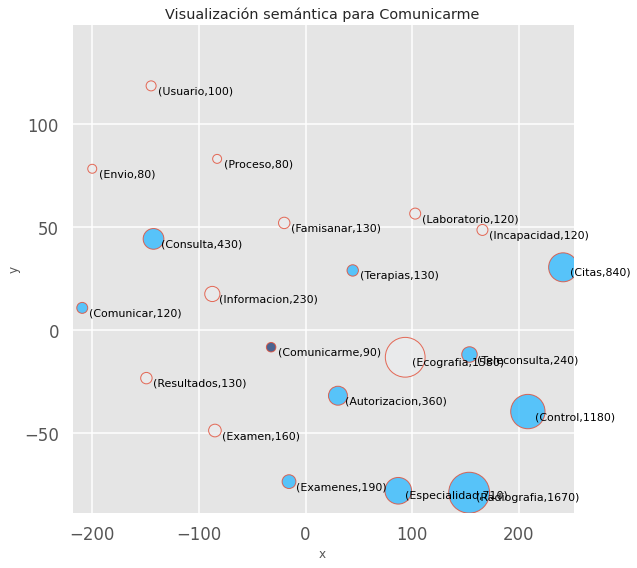 Visualización semántica para Comunicarme
(Usuario,100)
(Proceso,80)
(Envio,80)
100
(Laboratorio,120)
(Famisanar,130)
(Incapacidad,120)
(Consulta,430)
50
(Terapias,130)
(Citas,840)
y
(Informacion,230)
(Comunicar,120)
0
(Comunicarme,90)
(Ecografia,1580)
(Teleconsulta,240)
(Resultados,130)
(Autorizacion,360)
(Control,1180)
−50
(Examen,160)
(Examenes,190)
(Especialidad,710)
(Radiografia,1670)
−200
−100
0
100
200
x